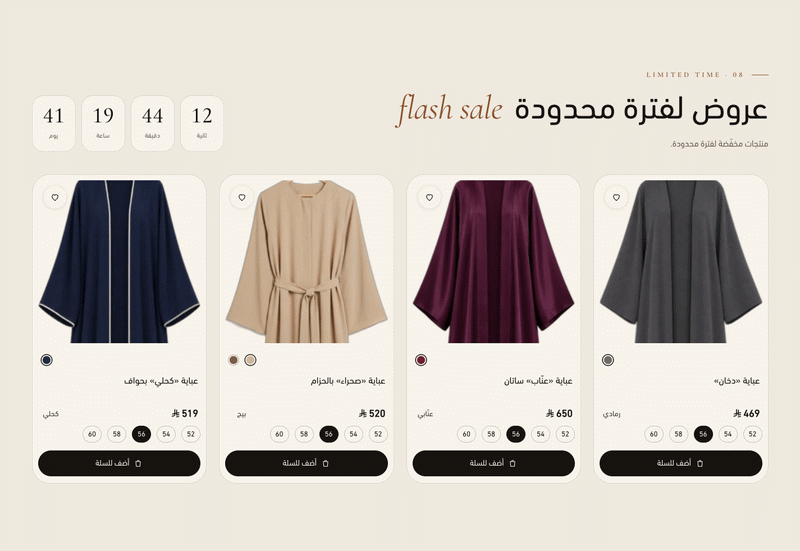 LIMITED TIME · 08
عروض لفترة محدودة flash sale
منتجات مخفّضة لفترة محدودة.
12 44 19 41
ثانية دقيقة ساعة يوم
عباية «دخان»
469
رمادي
52 54 56 58 60
أضف للسلة
عباية «عنّاب» ساتان
650
عنّابي
52 54 56 58 60
أضف للسلة
عباية «صحراء» بالحزام
520
بيج
52 54 56 58 60
أضف للسلة
عباية «كحلي» بحواف
519
كحلي
52 54 56 58 60
أضف للسلة